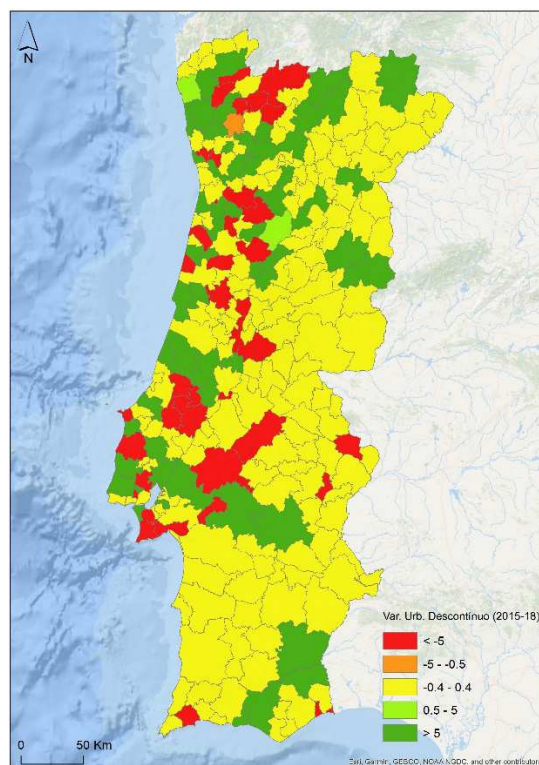 N
Var. Urb. Descontínuo (2015-18)
< -5
-5 - -0.5
-0.4 - 0.4
0.5 - 5
> 5
0 50 Km
Esri, Garmin, GEBCO, NOAA NGDC, and other contributors